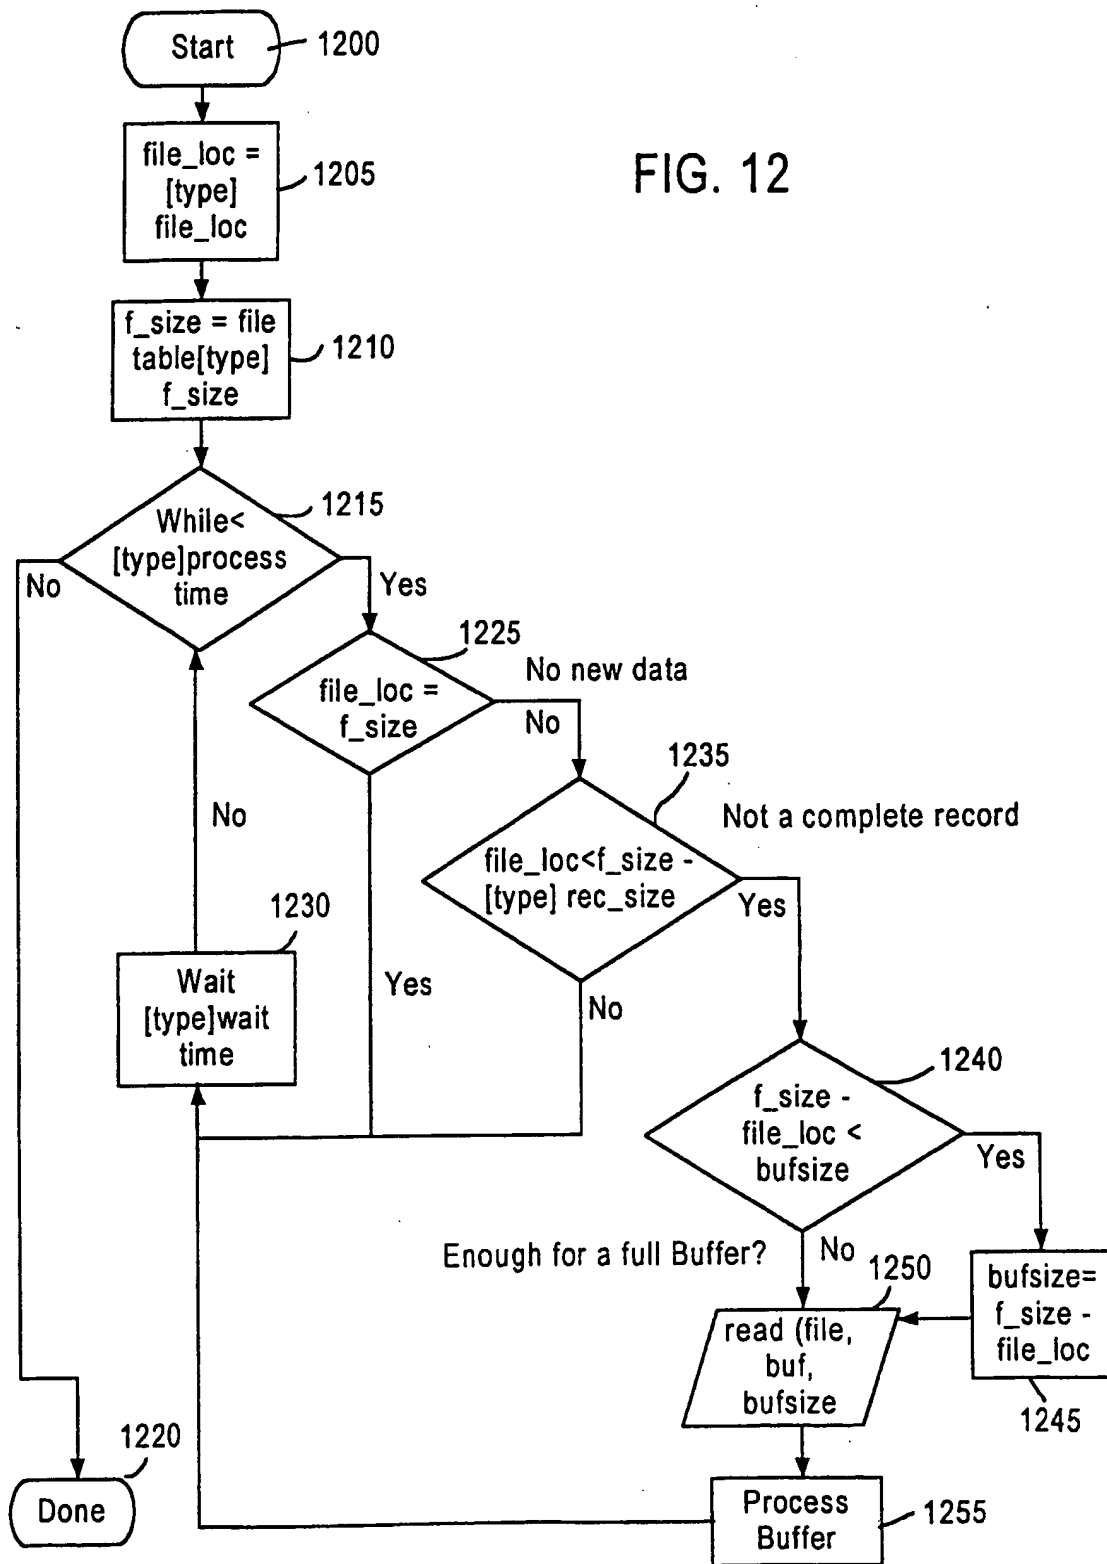 Start
1200
file_loc =
[type]
file_loc
1205
FIG. 12
f_size = file
table[type]
f_size
1210
While<
[type]process
time
1215
No
Yes
file_loc =
f_size
1225
No new data
No
Yes
file_loc<f_size -
[type] rec_size
1235
Not a complete record
Yes
No
No
Wait
[type]wait
time
1230
f_size -
file_loc <
bufsize
1240
Yes
No
Enough for a full Buffer?
bufsize=
f_size -
file_loc
1245
read (file,
buf,
bufsize
1250
Process
Buffer
1255
Done
1220